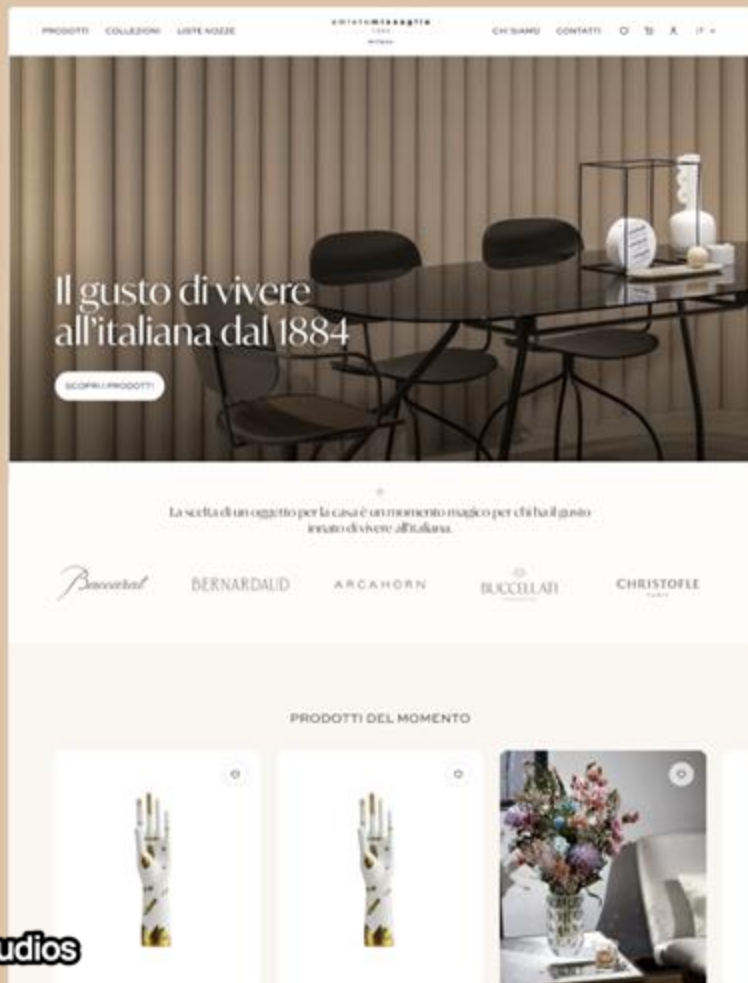 PRODOTTI COLLEZIONI LISTE NOZZE
CHI SIAMO CONTATTI IT
Il gusto di vivere
all'italiana dal 1884
SCOPRI I PRODOTTI
La scelta di un oggetto per la casa è un momento magico per chi ha il gusto
innato di vivere all'italiana.
Baccarat BERNARDAUD ARCAHORN BUCCELLATI CHRISTOFLE
PARIS
PRODOTTI DEL MOMENTO
udios